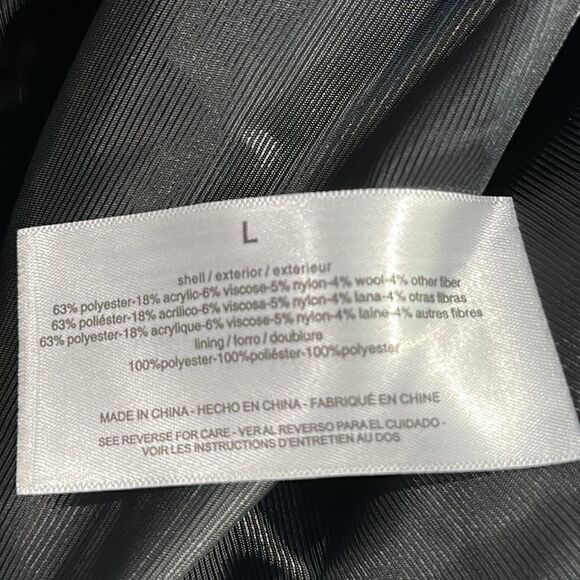 L
shell / exterior / exterieur
63% polyester-18% acrylic-6% viscose-5% nylon-4% wool-4% other fiber
63% poliéster-18% acrilico-6% viscosa-5% nylon-4% lana-4% otras fibras
63% polyester-18% acrylique-6% viscose-5% nylon-4% laine-4% autres fibres
lining / forro / doublure
100%polyester-100%poliéster-100%polyester
MADE IN CHINA - HECHO EN CHINA - FABRIQUÉ EN CHINE
SEE REVERSE FOR CARE - VER AL REVERSO PARA EL CUIDADO -
VOIR LES INSTRUCTIONS D'ENTRETIEN AU DOS